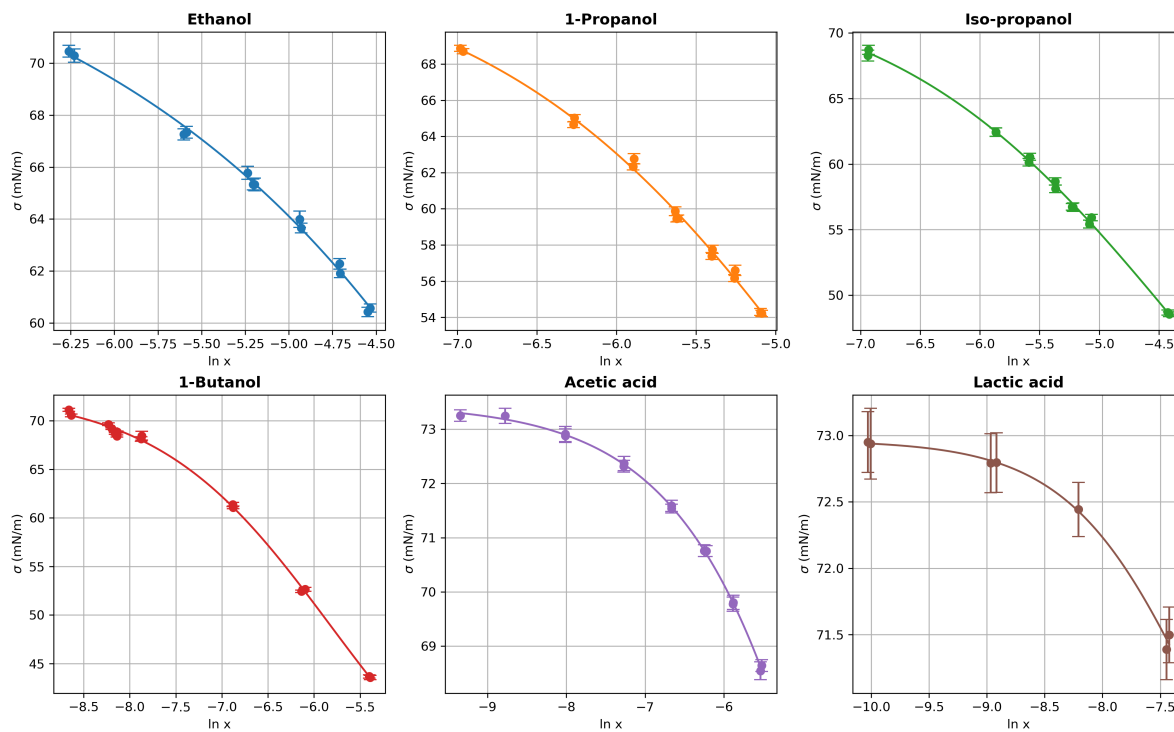 Ethanol
1-Propanol
Iso-propanol
σ (mN/m)
70
68
66
64
62
60
−6.25 −6.00 −5.75 −5.50 −5.25 −5.00 −4.75 −4.50
ln x
σ (mN/m)
68
66
64
62
60
58
56
54
−7.0 −6.5 −6.0 −5.5 −5.0
ln x
σ (mN/m)
70
65
60
55
50
−7.0 −6.5 −6.0 −5.5 −5.0 −4.5
ln x
1-Butanol
Acetic acid
Lactic acid
σ (mN/m)
70
65
60
55
50
45
−8.5 −8.0 −7.5 −7.0 −6.5 −6.0 −5.5
ln x
σ (mN/m)
73
72
71
70
69
−9 −8 −7 −6
ln x
σ (mN/m)
73.0
72.5
72.0
71.5
−10.0 −9.5 −9.0 −8.5 −8.0 −7.5
ln x